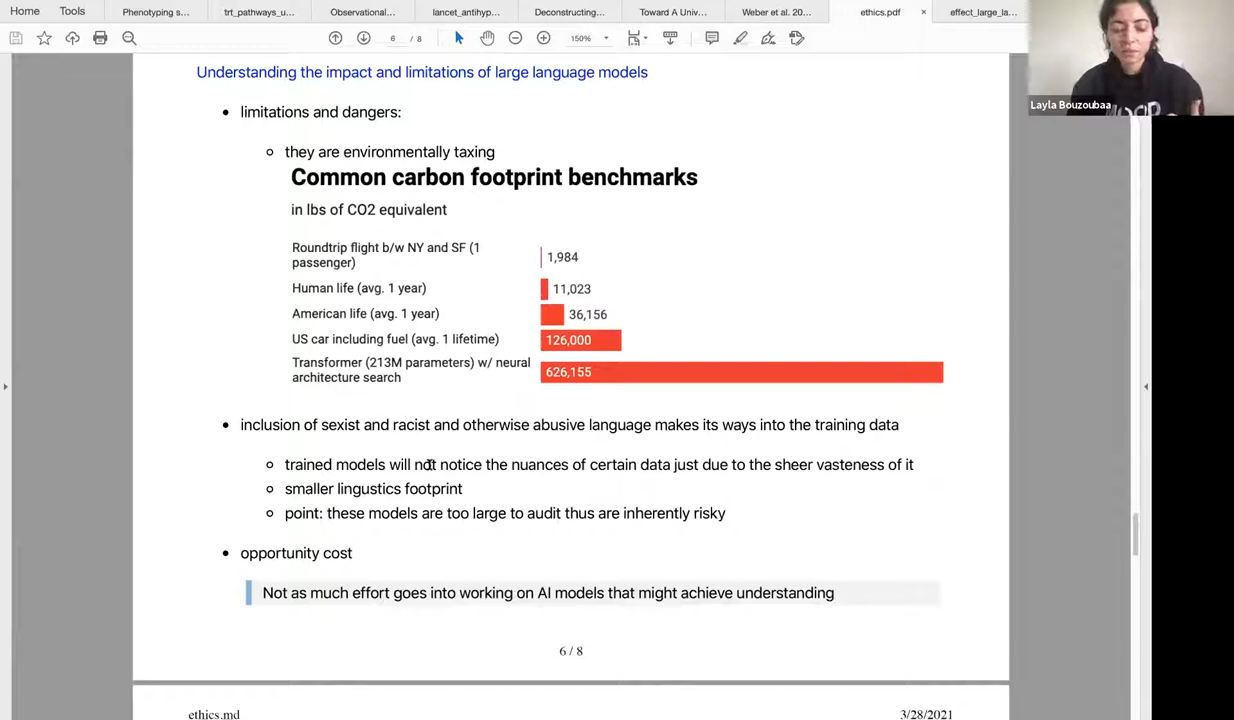 Home
Tools
Phenotyping s...
trt_pathways_u...
Observational...
lancet_antihyp...
Deconstructing...
Toward A Univ...
Weber et al. 20...
ethics.pdf
×
effect_large_la...
6 / 8
150%
Layla Bouzoubaa
Understanding the impact and limitations of large language models
• limitations and dangers:
○ they are environmentally taxing
Common carbon footprint benchmarks
in lbs of CO2 equivalent
Roundtrip flight b/w NY and SF (1
passenger)
1,984
Human life (avg. 1 year)
11,023
American life (avg. 1 year)
36,156
US car including fuel (avg. 1 lifetime)
126,000
Transformer (213M parameters) w/ neural
architecture search
626,155
• inclusion of sexist and racist and otherwise abusive language makes its ways into the training data
○ trained models will not notice the nuances of certain data just due to the sheer vasteness of it
○ smaller lingustics footprint
○ point: these models are too large to audit thus are inherently risky
• opportunity cost
Not as much effort goes into working on AI models that might achieve understanding
6 / 8
ethics.md
3/28/2021